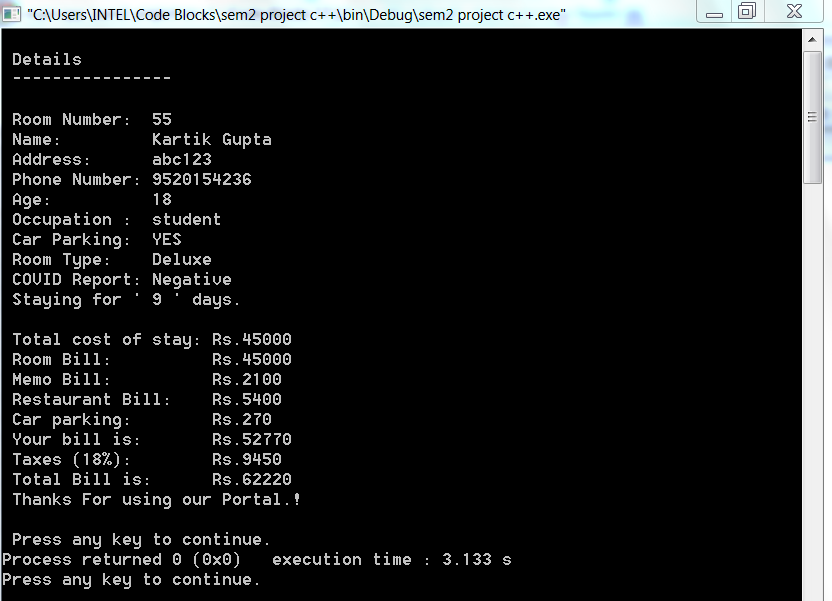 "C:\Users\INTEL\Code Blocks\sem2 project c++\bin\Debug\sem2 project c++.exe"
Details
----------------
Room Number: 55
Name: Kartik Gupta
Address: abc123
Phone Number: 9520154236
Age: 18
Occupation : student
Car Parking: YES
Room Type: Deluxe
COVID Report: Negative
Staying for ' 9 ' days.
Total cost of stay: Rs.45000
Room Bill: Rs.45000
Memo Bill: Rs.2100
Restaurant Bill: Rs.5400
Car parking: Rs.270
Your bill is: Rs.52770
Taxes (18%): Rs.9450
Total Bill is: Rs.62220
Thanks For using our Portal.!
Press any key to continue.
Process returned 0 (0x0) execution time : 3.133 s
Press any key to continue.